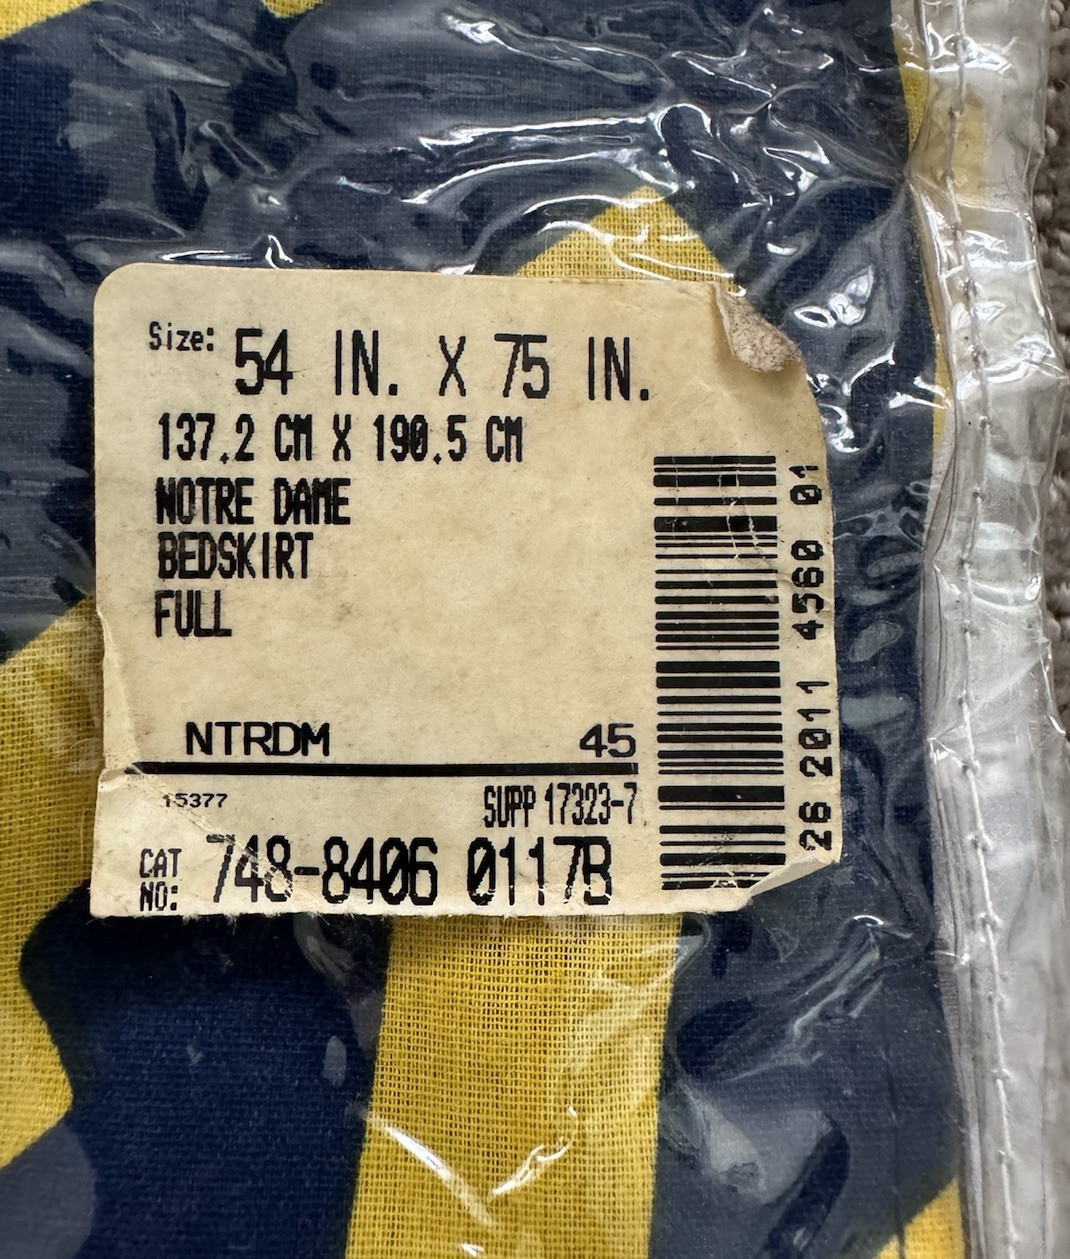 Size: 54 IN. X 75 IN.
137.2 CM X 190.5 CM
NOTRE DAME
BEDSKIRT
FULL
NTRDM 45
15377 SUPP 17323-7
CAT NO: 748-8406 0117B
26 2011 4560 01